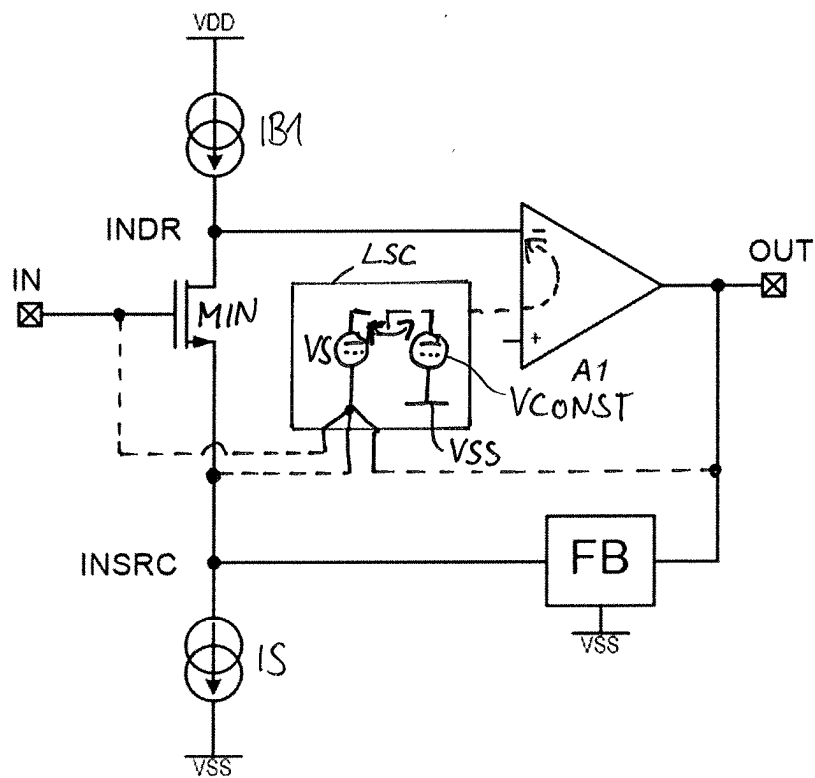 VDD
IB1
INDR
LSC
OUT
IN
MIN
VS
A1
VCONST
VSS
INSRC
FB
IS
VSS
VSS
-
+